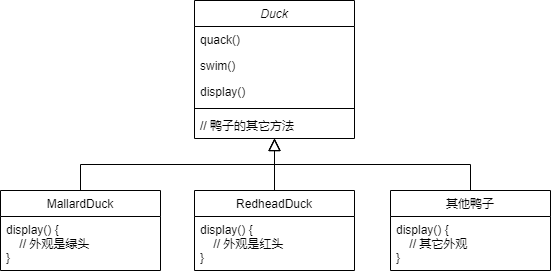 Duck
quack()
swim()
display()
// 鸭子的其它方法
MallardDuck
display() {
// 外观是绿头
}
RedheadDuck
display() {
// 外观是红头
}
其他鸭子
display() {
// 其它外观
}